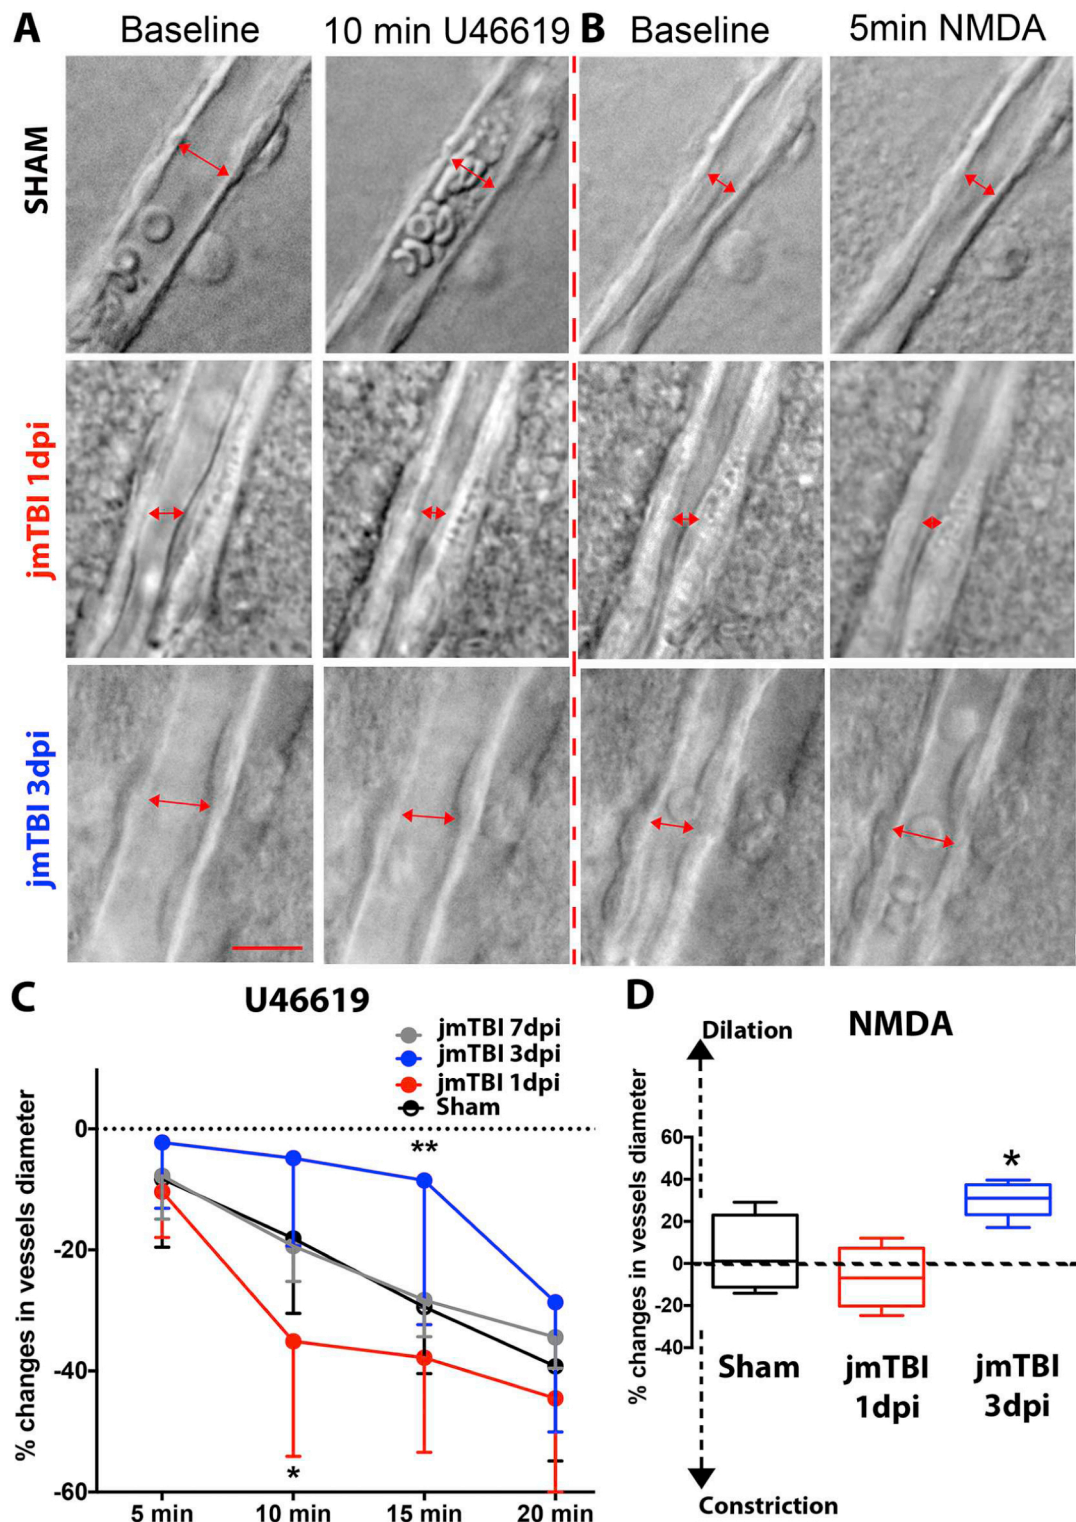 A Baseline 10 min U46619 B Baseline 5min NMDA
SHAM
jmTBI 1dpi
jmTBI 3dpi
C U46619
jmTBI 7dpi
jmTBI 3dpi
jmTBI 1dpi
Sham
% changes in vessels diameter
0
-20
-40
-60
**
*
5 min 10 min 15 min 20 min
D NMDA
Dilation
% changes in vessels diameter
60
40
20
0
-20
-40
*
Sham jmTBI 1dpi jmTBI 3dpi
Constriction